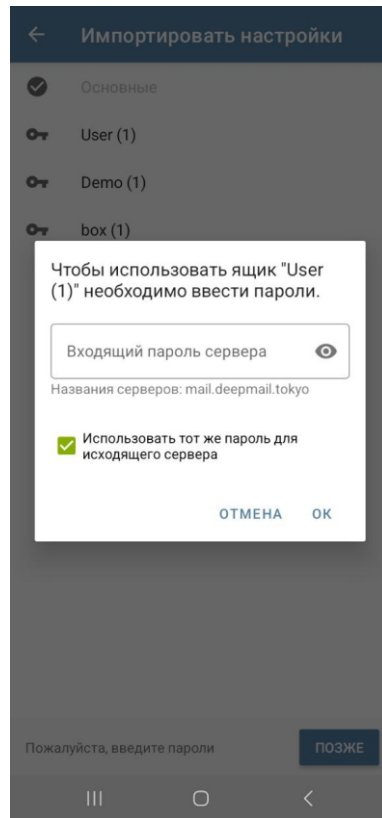 Импортировать настройки
Основные
User (1)
Demo (1)
box (1)
Чтобы использовать ящик "User
(1)" необходимо ввести пароли.
Входящий пароль сервера
Названия серверов: mail.deepmail.tokyo
Использовать тот же пароль для
исходящего сервера
ОТМЕНА ОК
Пожалуйста, введите пароли
ПОЗЖЕ